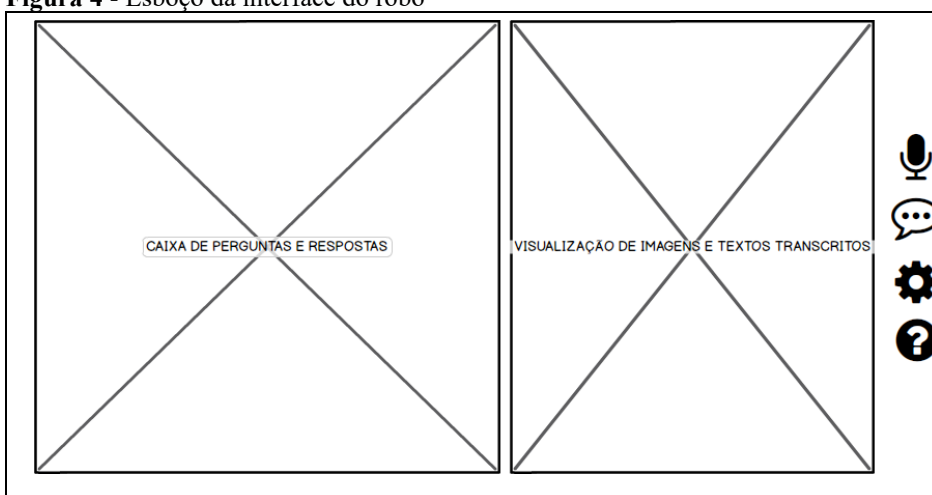 Figura 4 - Esboço da interface do robô
CAIXA DE PERGUNTAS E RESPOSTAS
VISUALIZAÇÃO DE IMAGENS E TEXTOS TRANSCRITOS